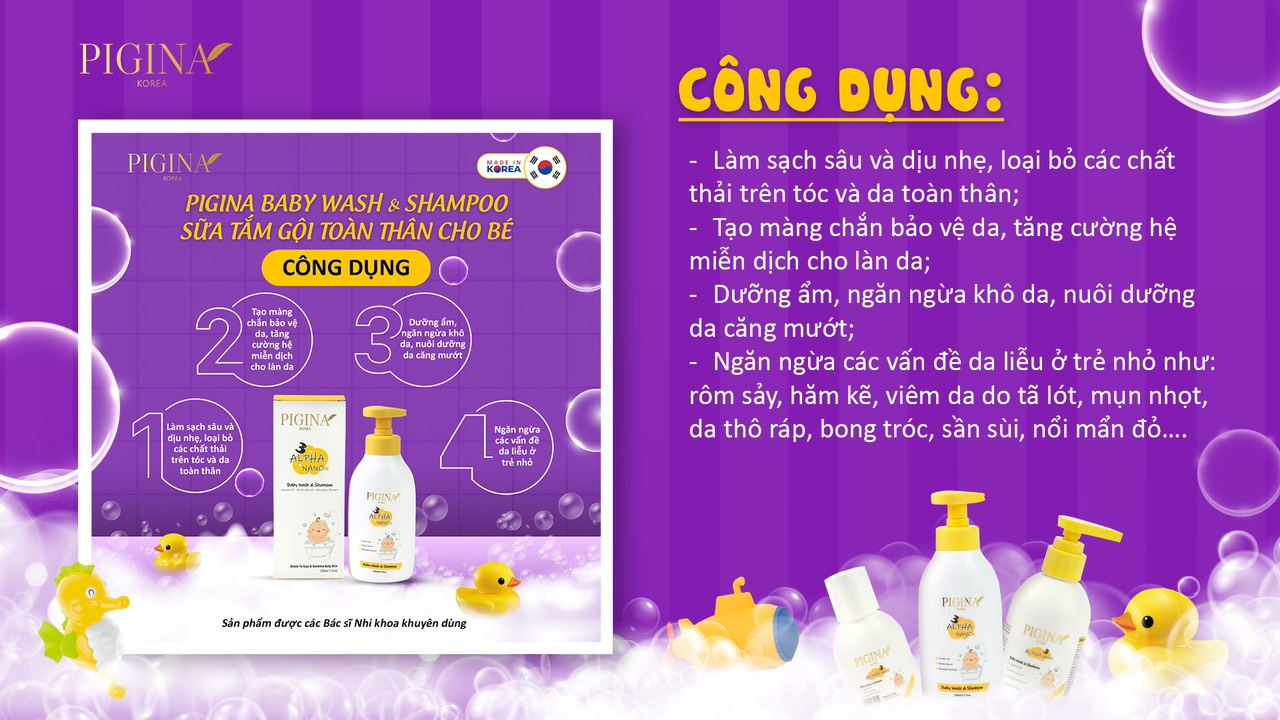 PIGINA
KOREA
PIGINA
KOREA
MADE IN
KOREA
PIGINA BABY WASH & SHAMPOO
SỮA TẮM GỘI TOÀN THÂN CHO BÉ
CÔNG DỤNG
2
Tạo màng
chắn bảo vệ
da, tăng
cường hệ
miễn dịch
cho làn da
3
Dưỡng ẩm,
ngăn ngừa khô
da, nuôi dưỡng
da căng mướt
1
Làm sạch sâu và
dịu nhẹ, loại bỏ
các chất thải
trên tóc và da
toàn thân
4
Ngăn ngừa
các vấn đề
da liễu ở
trẻ nhỏ
PIGINA
KOREA
3
ALPHA
NANO
Baby Wash & Shampoo
PIGINA
3
ALPHA
NANO
Baby Wash & Shampoo
Sản phẩm được các Bác sĩ Nhi khoa khuyên dùng
CÔNG DỤNG:
- Làm sạch sâu và dịu nhẹ, loại bỏ các chất
thải trên tóc và da toàn thân;
- Tạo màng chắn bảo vệ da, tăng cường hệ
miễn dịch cho làn da;
- Dưỡng ẩm, ngăn ngừa khô da, nuôi dưỡng
da căng mướt;
- Ngăn ngừa các vấn đề da liễu ở trẻ nhỏ như:
rôm sảy, hăm kẽ, viêm da do tã lót, mụn nhọt,
da thô ráp, bong tróc, sần sùi, nổi mẩn đỏ....
PIGINA
PIGINA
3
ALPHA
NANO
Baby Wash & Shampoo
PIGINA
Baby Wash & Shampoo